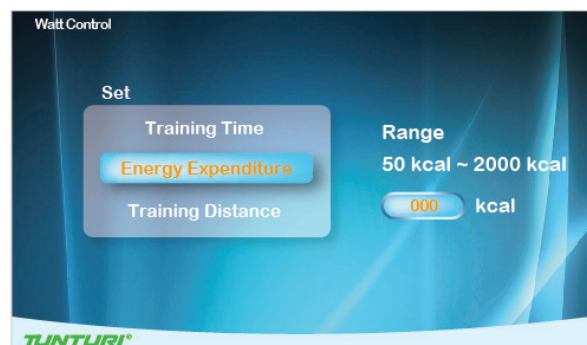 Watt Control
Set
Training Time
Energy Expenditure
Training Distance
Range
50 kcal ~ 2000 kcal
000 kcal
TUNTURI®